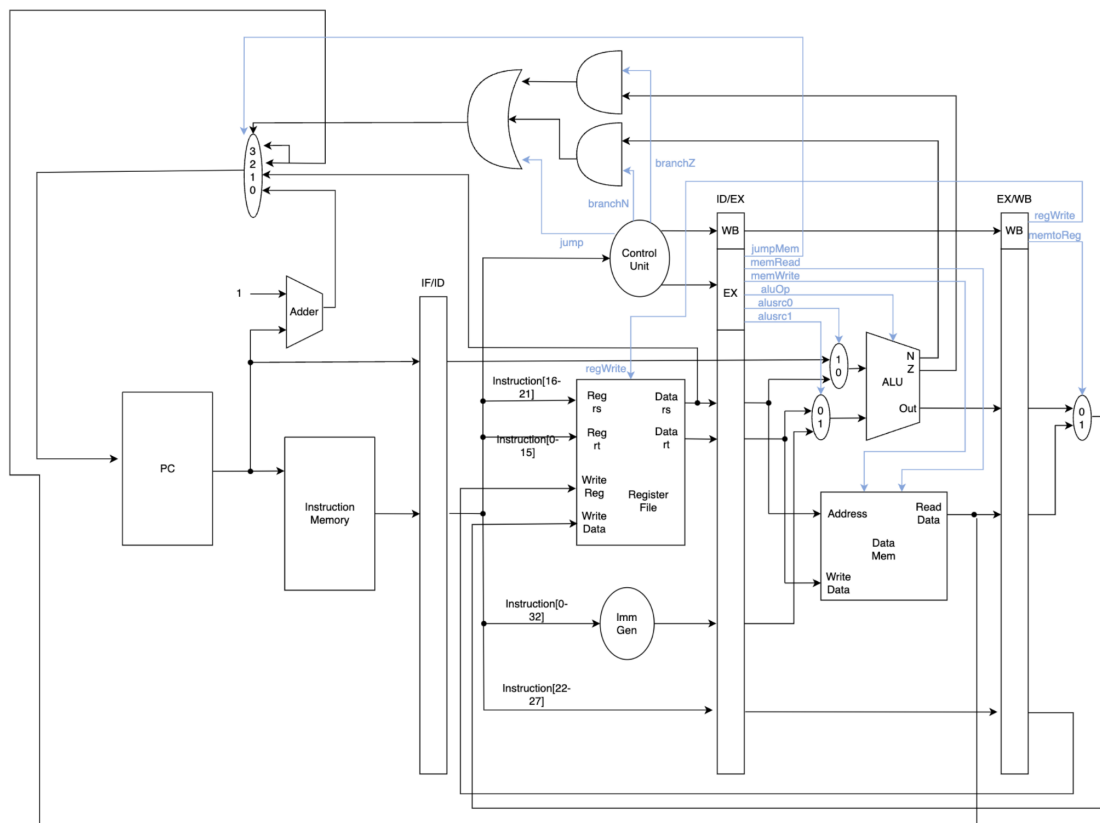 3
2
1
0
branchZ
branchN
jump
Control
Unit
ID/EX
WB
EX
jumpMem
memRead
memWrite
aluOp
alusrc0
alusrc1
EX/WB
WB
regWrite
memtoReg
IF/ID
1
Adder
PC
Instruction
Memory
Instruction[16-
21]
Instruction[0-
15]
regWrite
Reg
rs
Data
rs
Reg
rt
Data
rt
Write
Reg
Register
File
Write
Data
1
0
0
1
N
Z
ALU
Out
0
1
Address
Read
Data
Data
Mem
Write
Data
Instruction[0-
32]
Imm
Gen
Instruction[22-
27]